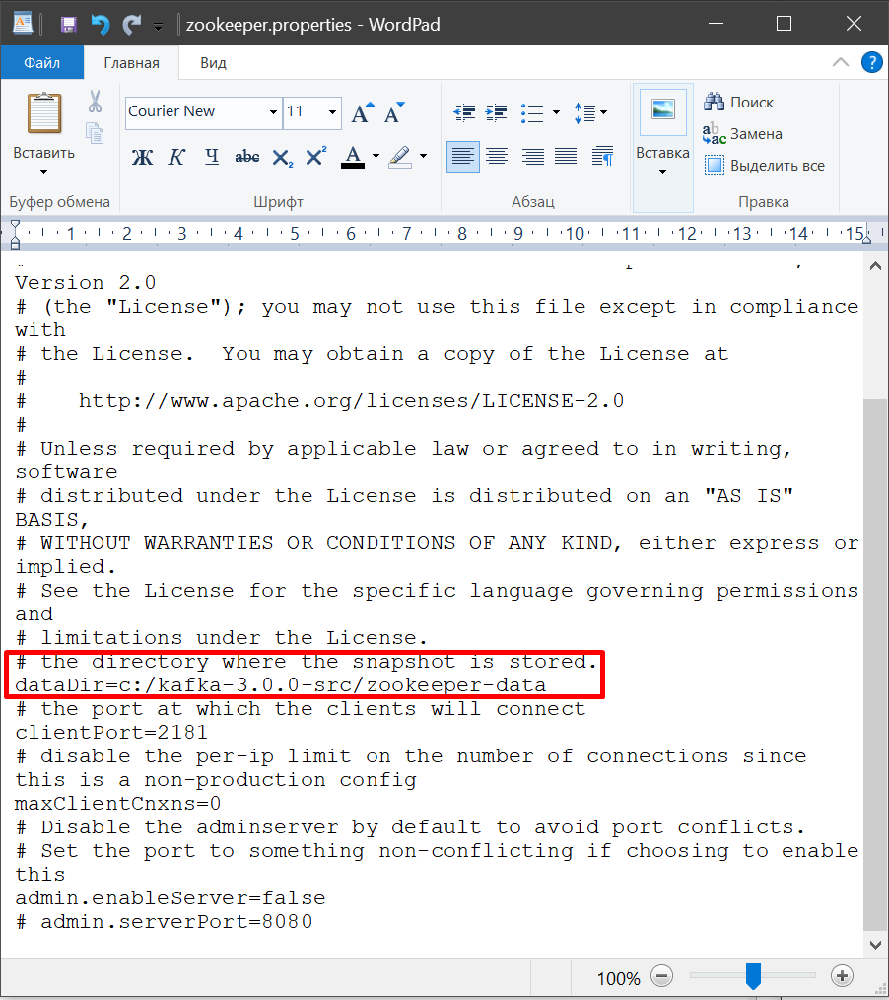 zookeeper.properties - WordPad
Файл Главная Вид
Вставить
Буфер обмена
Courier New 11
Ж К Ч abc X₂ X² A
Шрифт
Абзац
Вставка
Поиск
Замена
Выделить все
Правка
1 2 3 4 5 6 7 8 9 10 11 12 13 14 15
Version 2.0
# (the "License"); you may not use this file except in compliance
with
# the License.  You may obtain a copy of the License at
#
#    http://www.apache.org/licenses/LICENSE-2.0
#
# Unless required by applicable law or agreed to in writing,
software
# distributed under the License is distributed on an "AS IS"
BASIS,
# WITHOUT WARRANTIES OR CONDITIONS OF ANY KIND, either express or
implied.
# See the License for the specific language governing permissions
and
# limitations under the License.
# the directory where the snapshot is stored.
dataDir=c:/kafka-3.0.0-src/zookeeper-data
# the port at which the clients will connect
clientPort=2181
# disable the per-ip limit on the number of connections since
this is a non-production config
maxClientCnxns=0
# Disable the adminserver by default to avoid port conflicts.
# Set the port to something non-conflicting if choosing to enable
this
admin.enableServer=false
# admin.serverPort=8080
100%